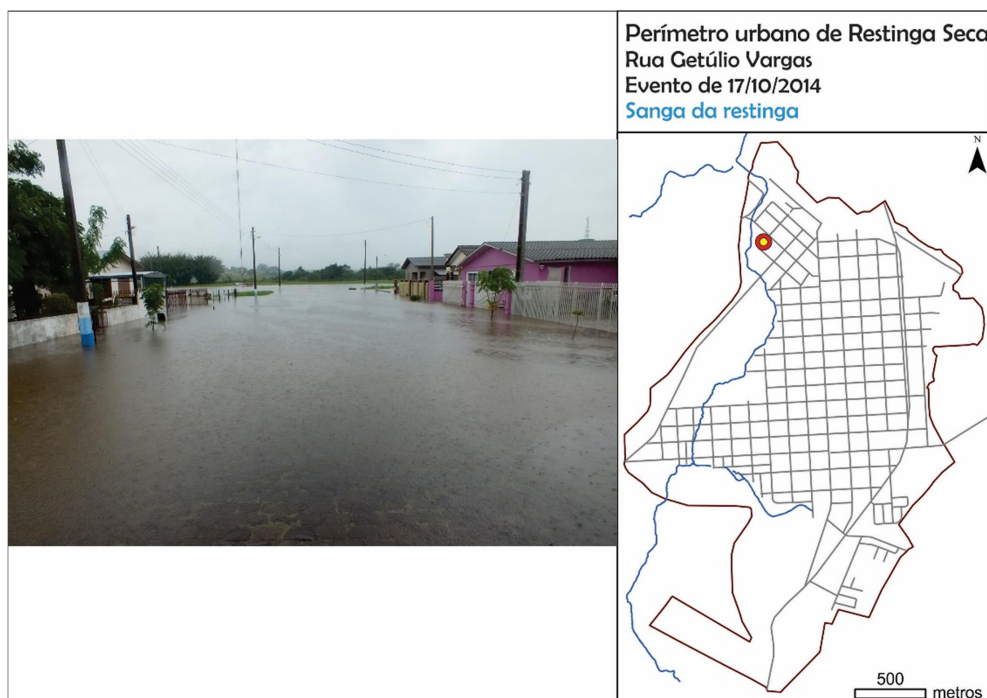 Perímetro urbano de Restinga Seca
Rua Getúlio Vargas
Evento de 17/10/2014
Sanga da restinga
N
500
metros